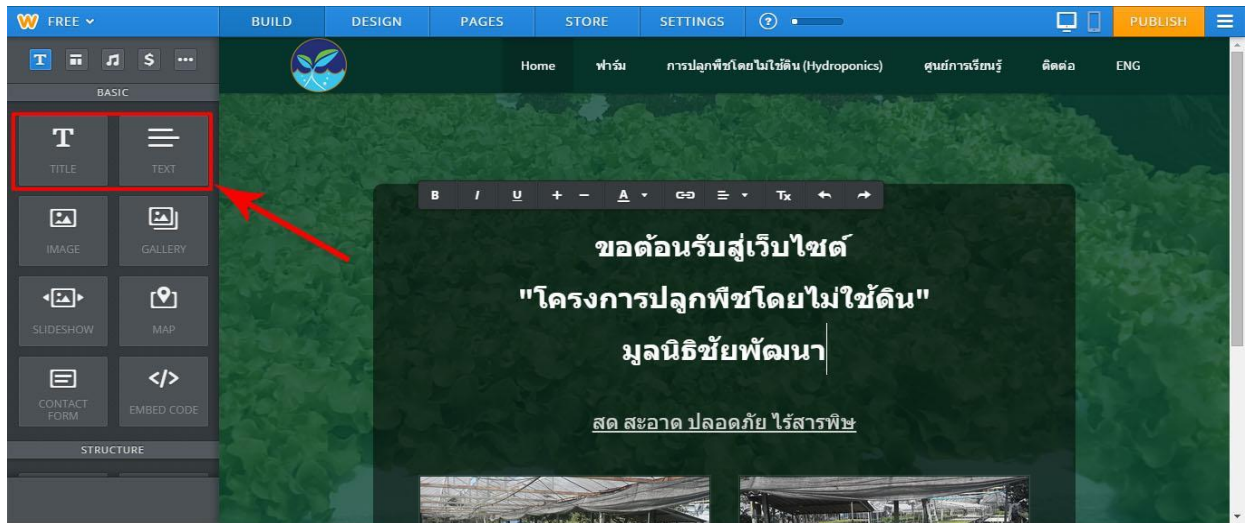 FREE BUILD DESIGN PAGES STORE SETTINGS ? PUBLISH
T $
Home ฟาร์ม การปลูกพืชโดยไม่ใช้ดิน (Hydroponics) ศูนย์การเรียนรู้ ติดต่อ ENG
BASIC
T
TITLE TEXT
B I U + − A Tx
IMAGE GALLERY
ขอต้อนรับสู่เว็บไซต์
"โครงการปลูกพืชโดยไม่ใช้ดิน"
SLIDESHOW MAP
มูลนิธิชัยพัฒนา
</>
CONTACT FORM EMBED CODE
สด สะอาด ปลอดภัย ไร้สารพิษ
STRUCTURE